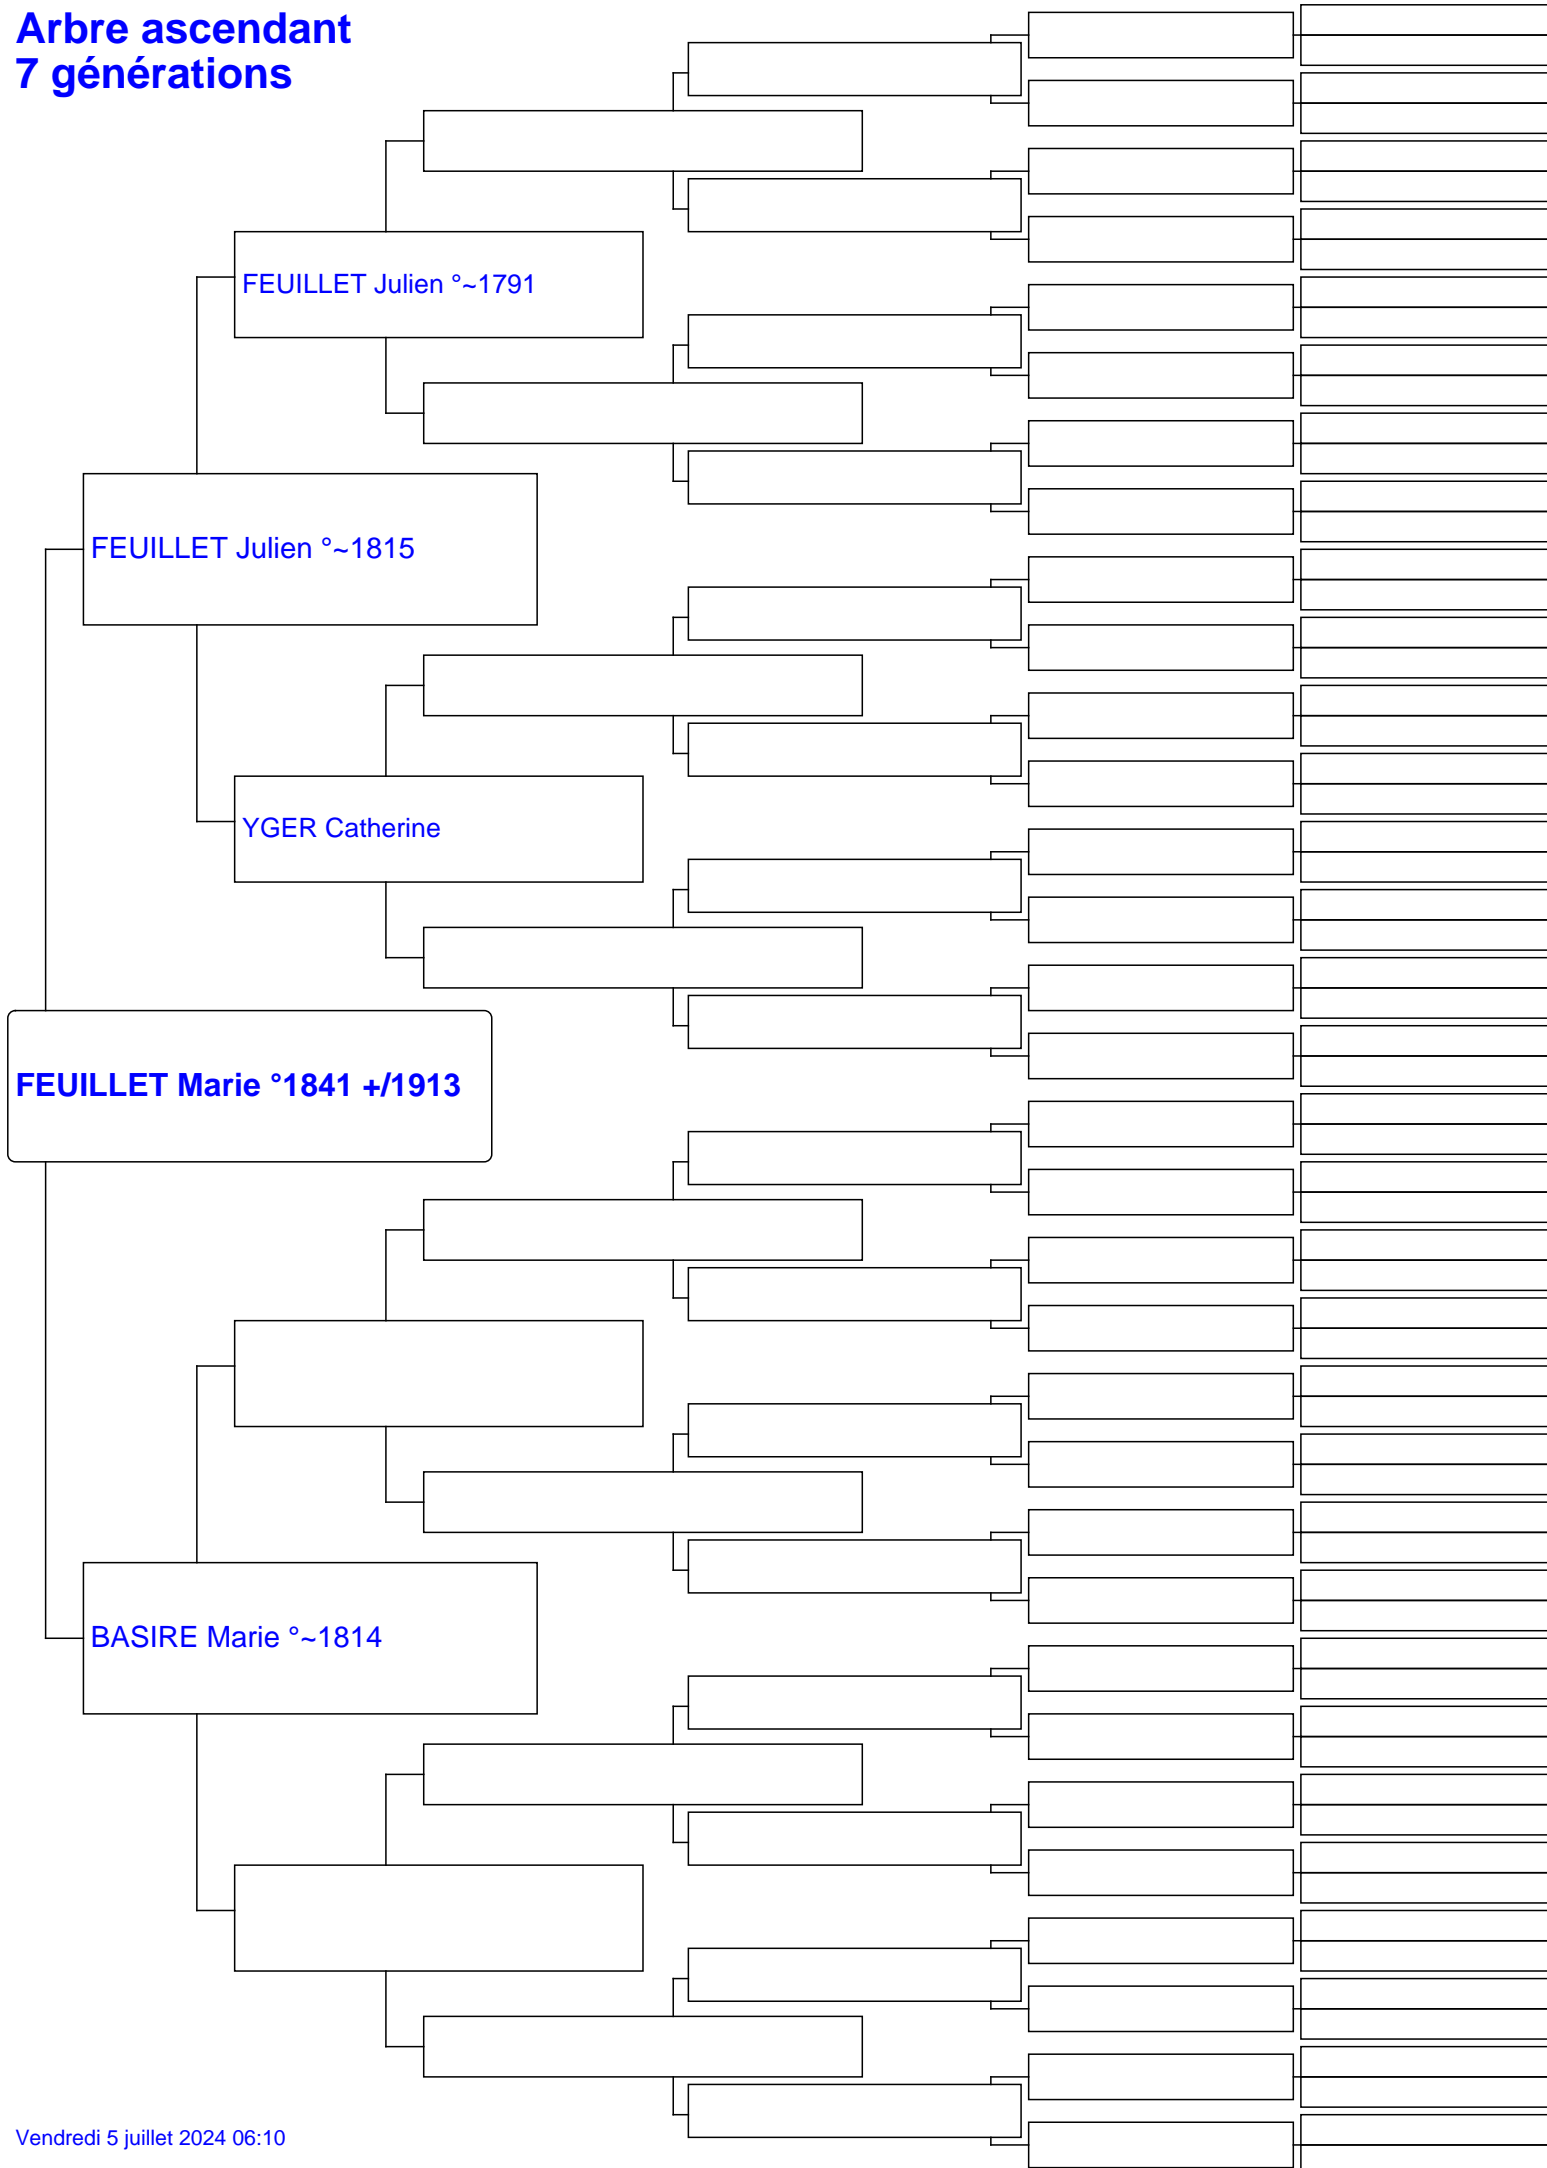 Arbre ascendant
7 générations
FEUILLET Julien °~1791
FEUILLET Julien °~1815
YGER Catherine
FEUILLET Marie °1841 +/1913
BASIRE Marie °~1814
Vendredi 5 juillet 2024 06:10